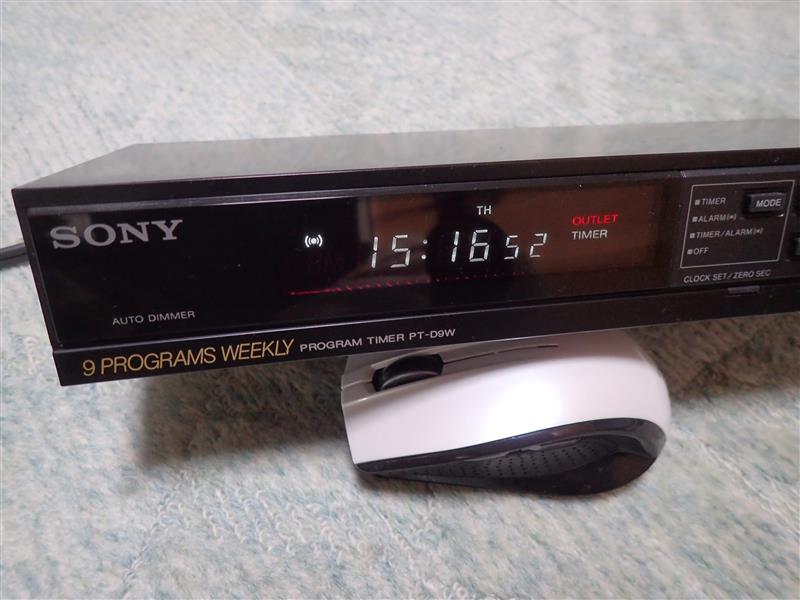 SONY
AUTO DIMMER
9 PROGRAMS WEEKLY PROGRAM TIMER PT-D9W
TH
15:16 52
OUTLET
TIMER
TIMER
ALARM
TIMER/ALARM
OFF
MODE
CLOCK SET/ZERO SEC